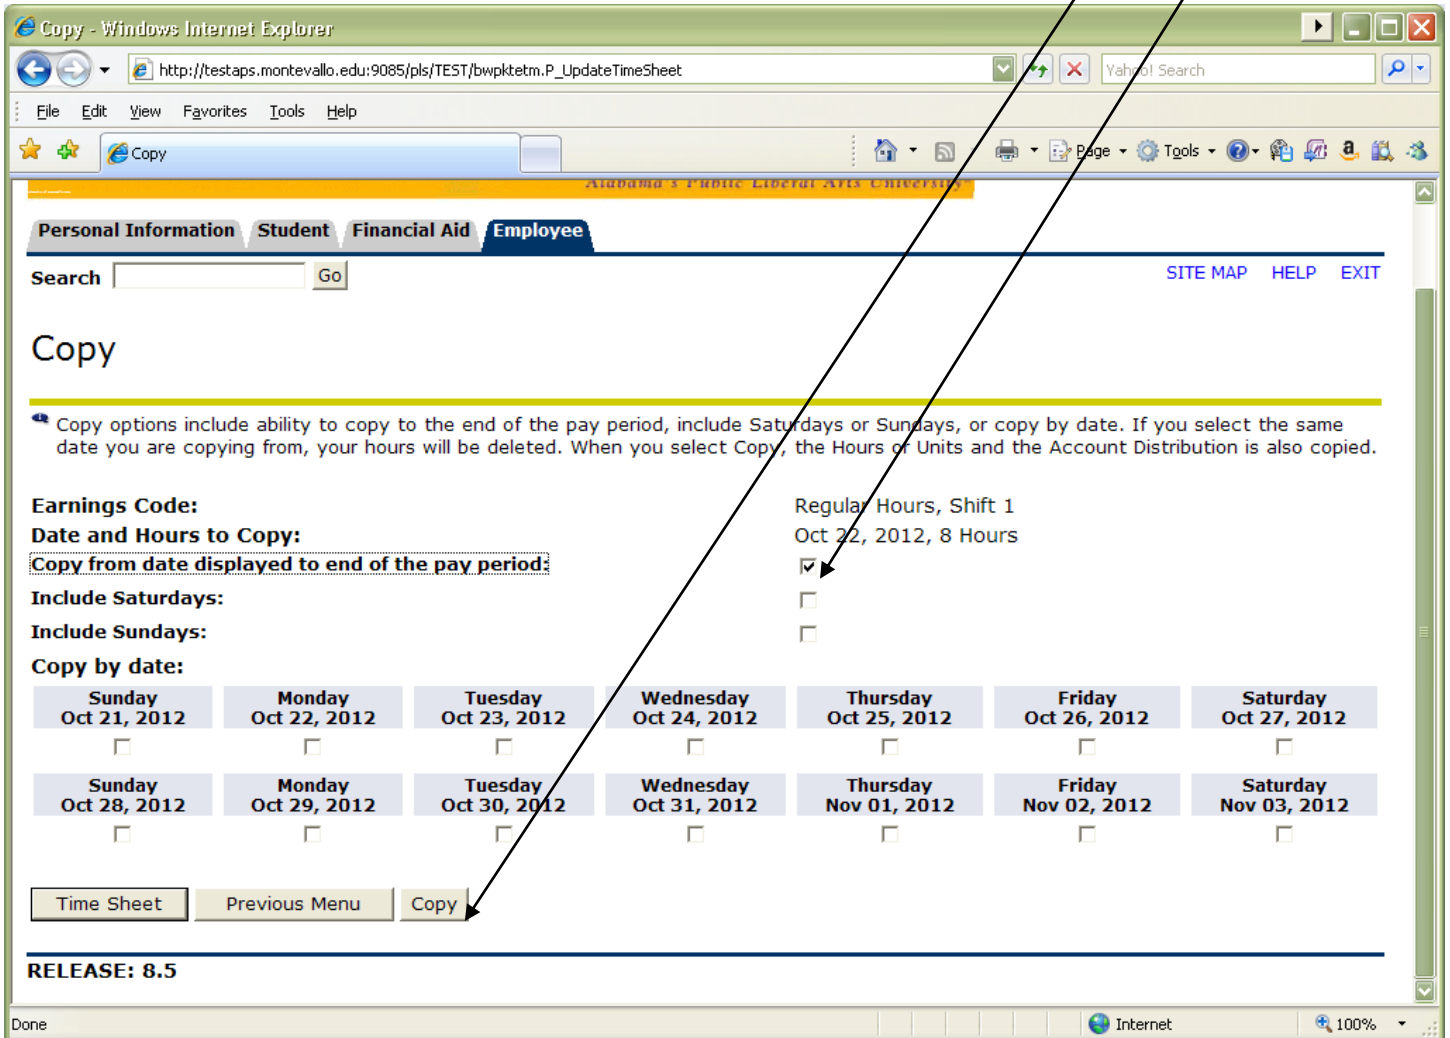 Copy - Windows Internet Explorer
http://testaps.montevallo.edu:9085/pls/TEST/bwpktetm.P_UpdateTimeSheet
Yahoo! Search
File Edit View Favorites Tools Help
Copy
Page Tools
Alabama's Public Liberal Arts University
Personal Information Student Financial Aid Employee
Search Go SITE MAP HELP EXIT
Copy
Copy options include ability to copy to the end of the pay period, include Saturdays or Sundays, or copy by date. If you select the same
date you are copying from, your hours will be deleted. When you select Copy, the Hours or Units and the Account Distribution is also copied.
Earnings Code: Regular Hours, Shift 1
Date and Hours to Copy: Oct 22, 2012, 8 Hours
Copy from date displayed to end of the pay period:
Include Saturdays:
Include Sundays:
Copy by date:
Sunday Monday Tuesday Wednesday Thursday Friday Saturday
Oct 21, 2012 Oct 22, 2012 Oct 23, 2012 Oct 24, 2012 Oct 25, 2012 Oct 26, 2012 Oct 27, 2012
Sunday Monday Tuesday Wednesday Thursday Friday Saturday
Oct 28, 2012 Oct 29, 2012 Oct 30, 2012 Oct 31, 2012 Nov 01, 2012 Nov 02, 2012 Nov 03, 2012
Time Sheet Previous Menu Copy
RELEASE: 8.5
Done Internet 100%